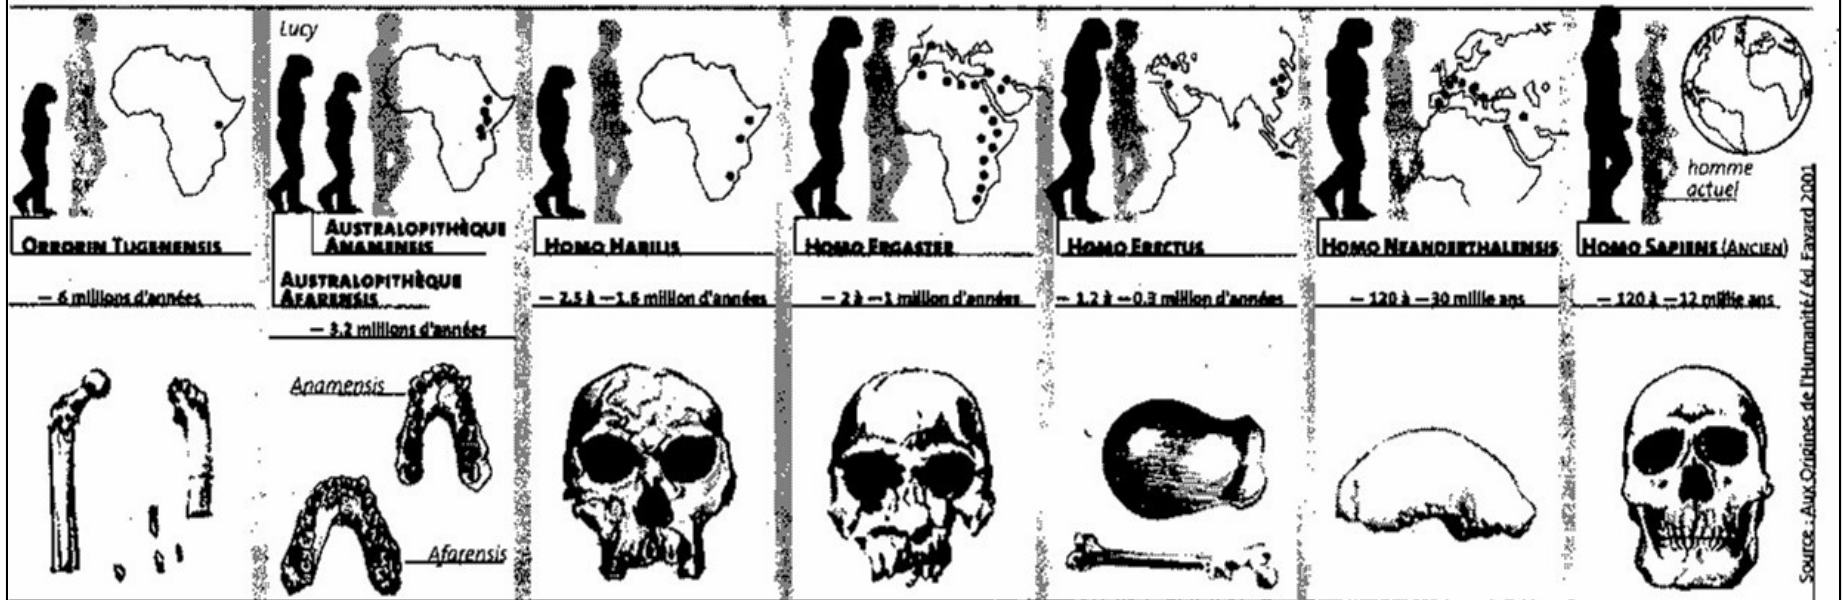 Lucy
ORRORIN TUGENENSIS
— 6 millions d'années
AUSTRALOPITHÈQUE
ANAMENSIS
AUSTRALOPITHÈQUE
AFARENSIS
— 3.2 millions d'années
Anamensis
Afarensis
HOMO HABILIS
— 2.5 à —1.6 million d'années
HOMO ERGASTER
— 2 à —1 million d'années
HOMO ERECTUS
— 1.2 à —0.3 million d'années
HOMO NEANDERTHALENSIS
— 120 à —30 mille ans
homme
actuel
HOMO SAPIENS (ANCIEN)
— 120 à —12 mille ans
Source : Aux Origines de l'Humanité/ éd. Fayard 2001